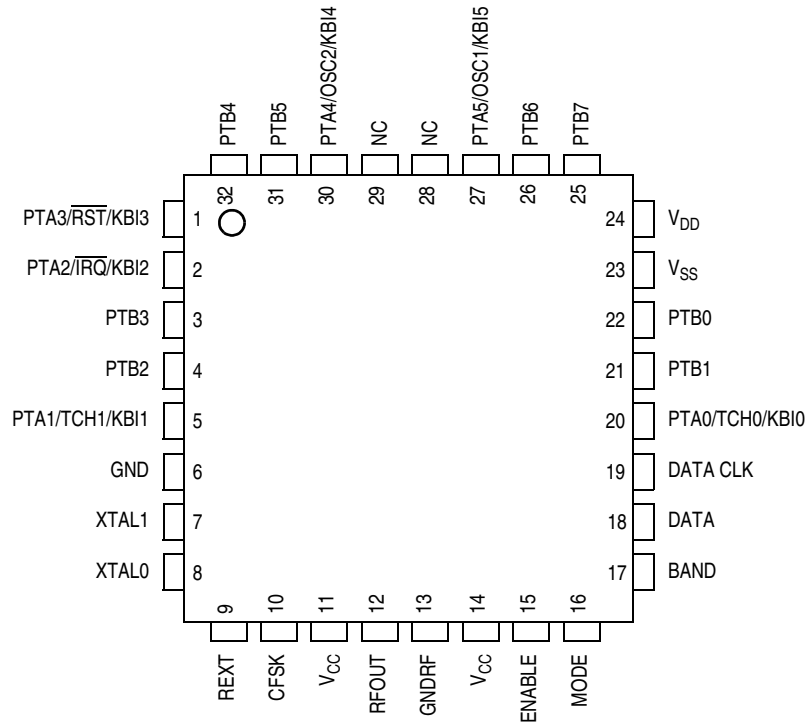 PTB4
PTB5
PTA4/OSC2/KBI4
NC
NC
PTA5/OSC1/KBI5
PTB6
PTB7
32
31
30
29
28
27
26
25
PTA3/RST/KBI3 1
24 VDD
PTA2/IRQ/KBI2 2
23 VSS
PTB3 3
22 PTB0
PTB2 4
21 PTB1
PTA1/TCH1/KBI1 5
20 PTA0/TCH0/KBI0
GND 6
19 DATA CLK
XTAL1 7
18 DATA
XTAL0 8
17 BAND
9
10
11
12
13
14
15
16
REXT
CFSK
VCC
RFOUT
GNDRF
VCC
ENABLE
MODE